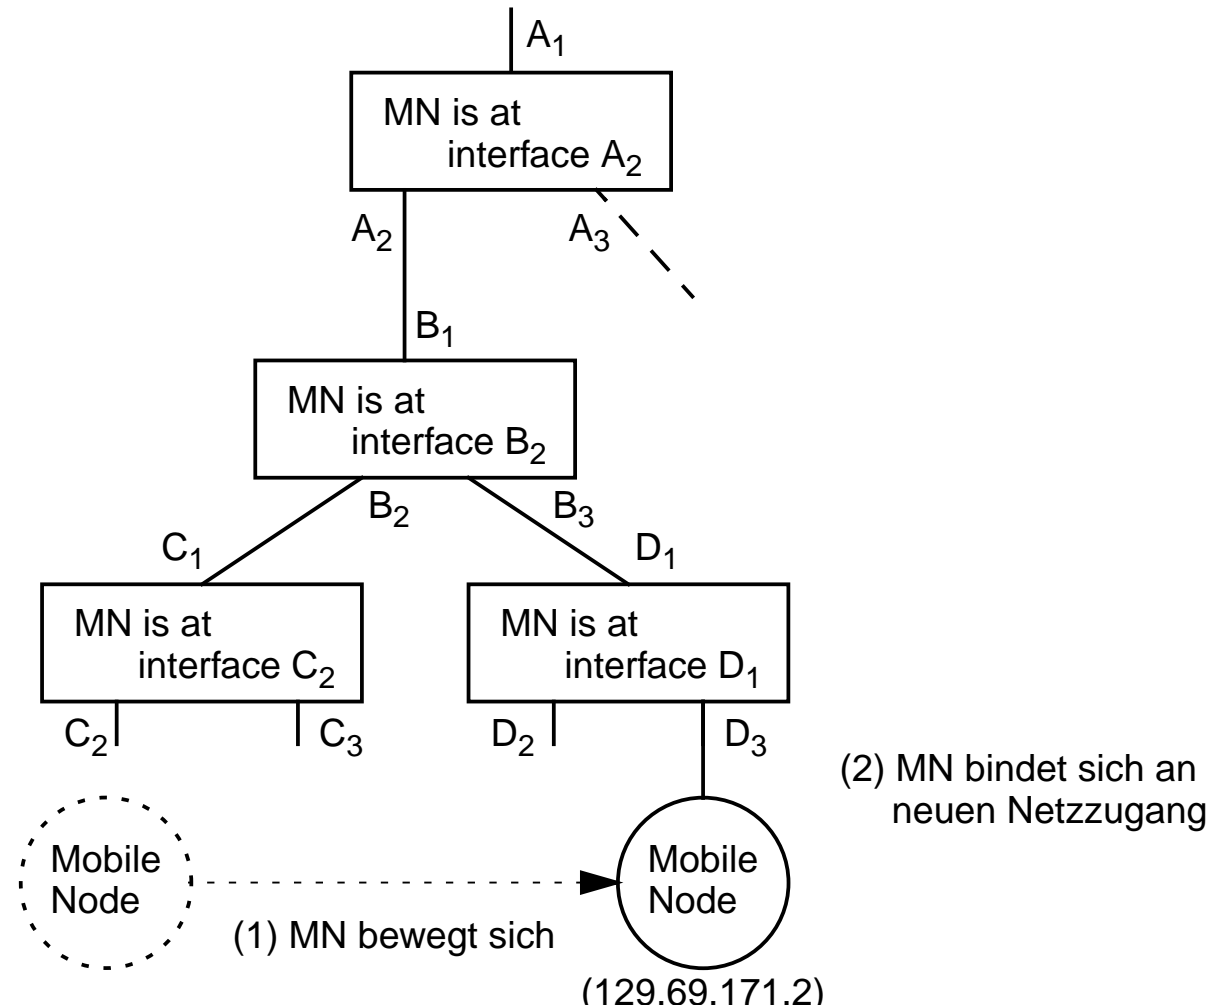 A1
MN is at
interface A2
A2
A3
B1
MN is at
interface B2
B2
B3
C1
D1
MN is at
interface C2
MN is at
interface D1
C2
C3
D2
D3
(2) MN bindet sich an
neuen Netzzugang
Mobile
Node
Mobile
Node
(1) MN bewegt sich
(129.69.171.2)